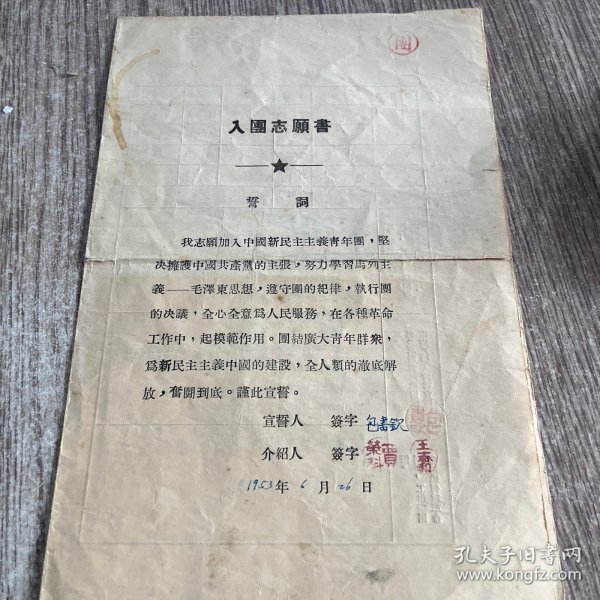 團
入團志願書
誓 詞
我志願加入中國新民主主義青年團，堅
決擁護中國共產黨的主張，努力學習馬列主
義——毛澤東思想，遵守團的紀律，執行團
的決議，全心全意爲人民服務，在各種革命
工作中，起模範作用。團結廣大青年羣衆，
爲新民主主義中國的建設，全人類的澈底解
放，奮鬪到底。謹此宣誓。
宣誓人 簽字 包書
介紹人 簽字
1953年 6 月 26 日
孔夫子旧书网
www.kongfz.com